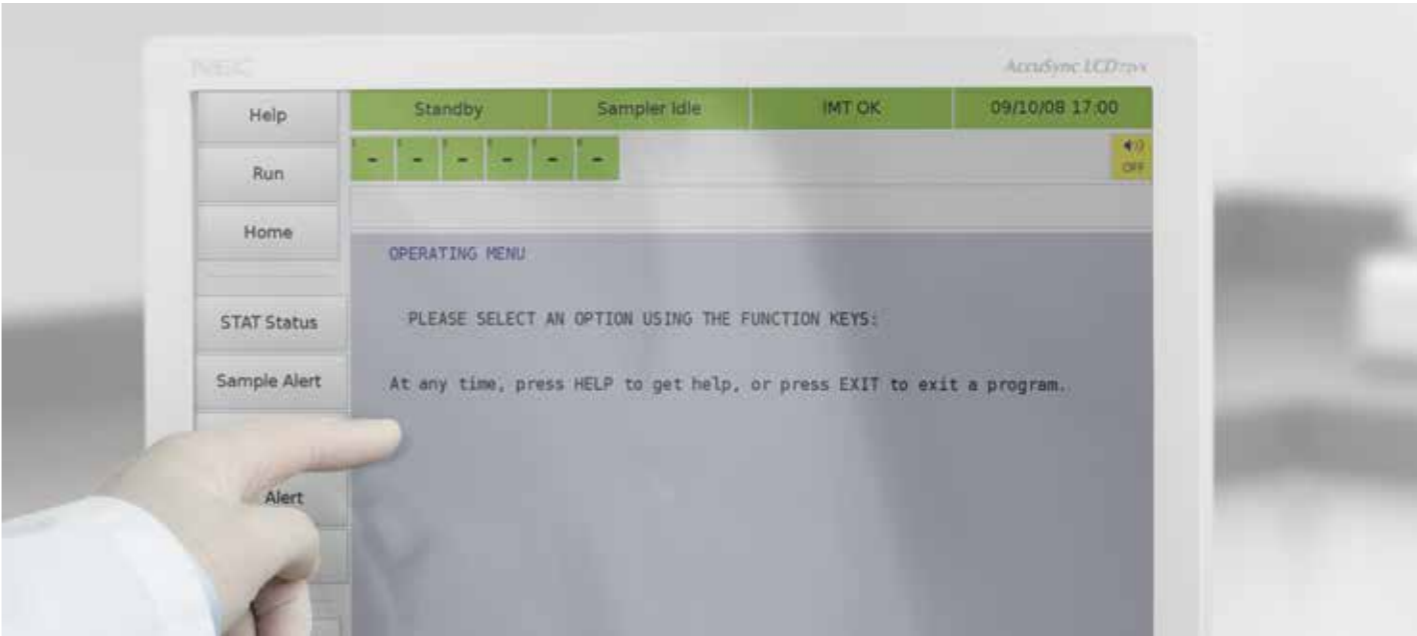 NEC
AccuSync LCD
Help
Standby
Sampler Idle
IMT OK
09/10/08 17:00
- - - - - -
OFF
Run
Home
OPERATING MENU
STAT Status
PLEASE SELECT AN OPTION USING THE FUNCTION KEYS:
Sample Alert
At any time, press HELP to get help, or press EXIT to exit a program.
Alert